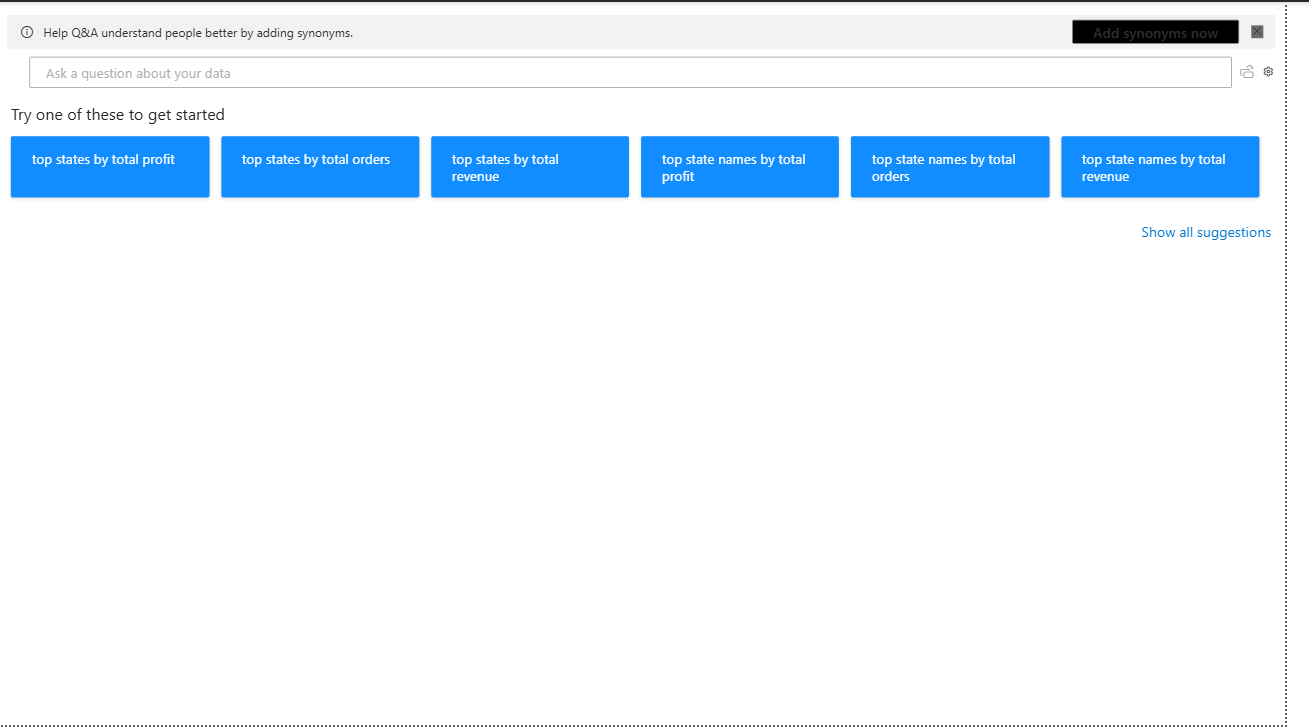 Help Q&A understand people better by adding synonyms.
Add synonyms now
Ask a question about your data
Try one of these to get started
top states by total profit
top states by total orders
top states by total
revenue
top state names by total
profit
top state names by total
orders
top state names by total
revenue
Show all suggestions